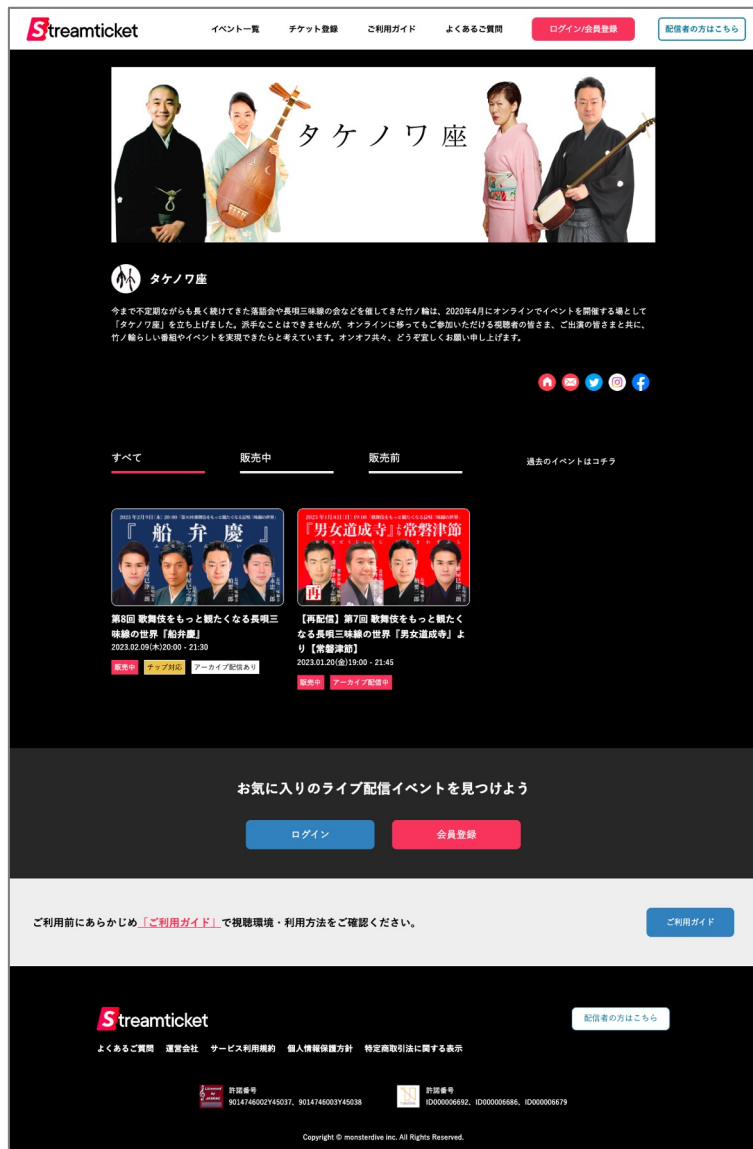 Streamticket
イベント一覧
チケット登録
ご利用ガイド
よくあるご質問
ログイン/会員登録
配信者の方はこちら
タケノワ座
タケノワ座
今まで不定期ながらも長く続けてきた落語会や長唄三味線の会などを催してきた竹ノ輪は、2020年4月にオンラインでイベントを開催する場として
「タケノワ座」を立ち上げました。派手なことはできませんが、オンラインに移ってもご参加いただける視聴者の皆さま、ご出演の皆さまと共に、
竹ノ輪らしい番組やイベントを実現できたらと考えています。オンオフ共々、どうぞ宜しくお願い申し上げます。
すべて
販売中
販売前
過去のイベントはコチラ
『船弁慶』
第8回 歌舞伎をもっと観たくなる長唄三
味線の世界『船弁慶』
2023.02.09(木)20:00 - 21:30
販売中
チップ対応
アーカイブ配信あり
『男女道成寺』より常磐津節
再
【再配信】第7回 歌舞伎をもっと観たく
なる長唄三味線の世界『男女道成寺』よ
り【常磐津節】
2023.01.20(金)19:00 - 21:45
販売中
アーカイブ配信中
お気に入りのライブ配信イベントを見つけよう
ログイン
会員登録
ご利用前にあらかじめ「ご利用ガイド」で視聴環境・利用方法をご確認ください。
ご利用ガイド
Streamticket
配信者の方はこちら
よくあるご質問
運営会社
サービス利用規約
個人情報保護方針
特定商取引法に関する表示
許諾番号
9014746002Y45037、9014746003Y45038
許諾番号
ID000006692、ID000006686、ID000006679
Copyright © monsterdive inc. All Rights Reserved.